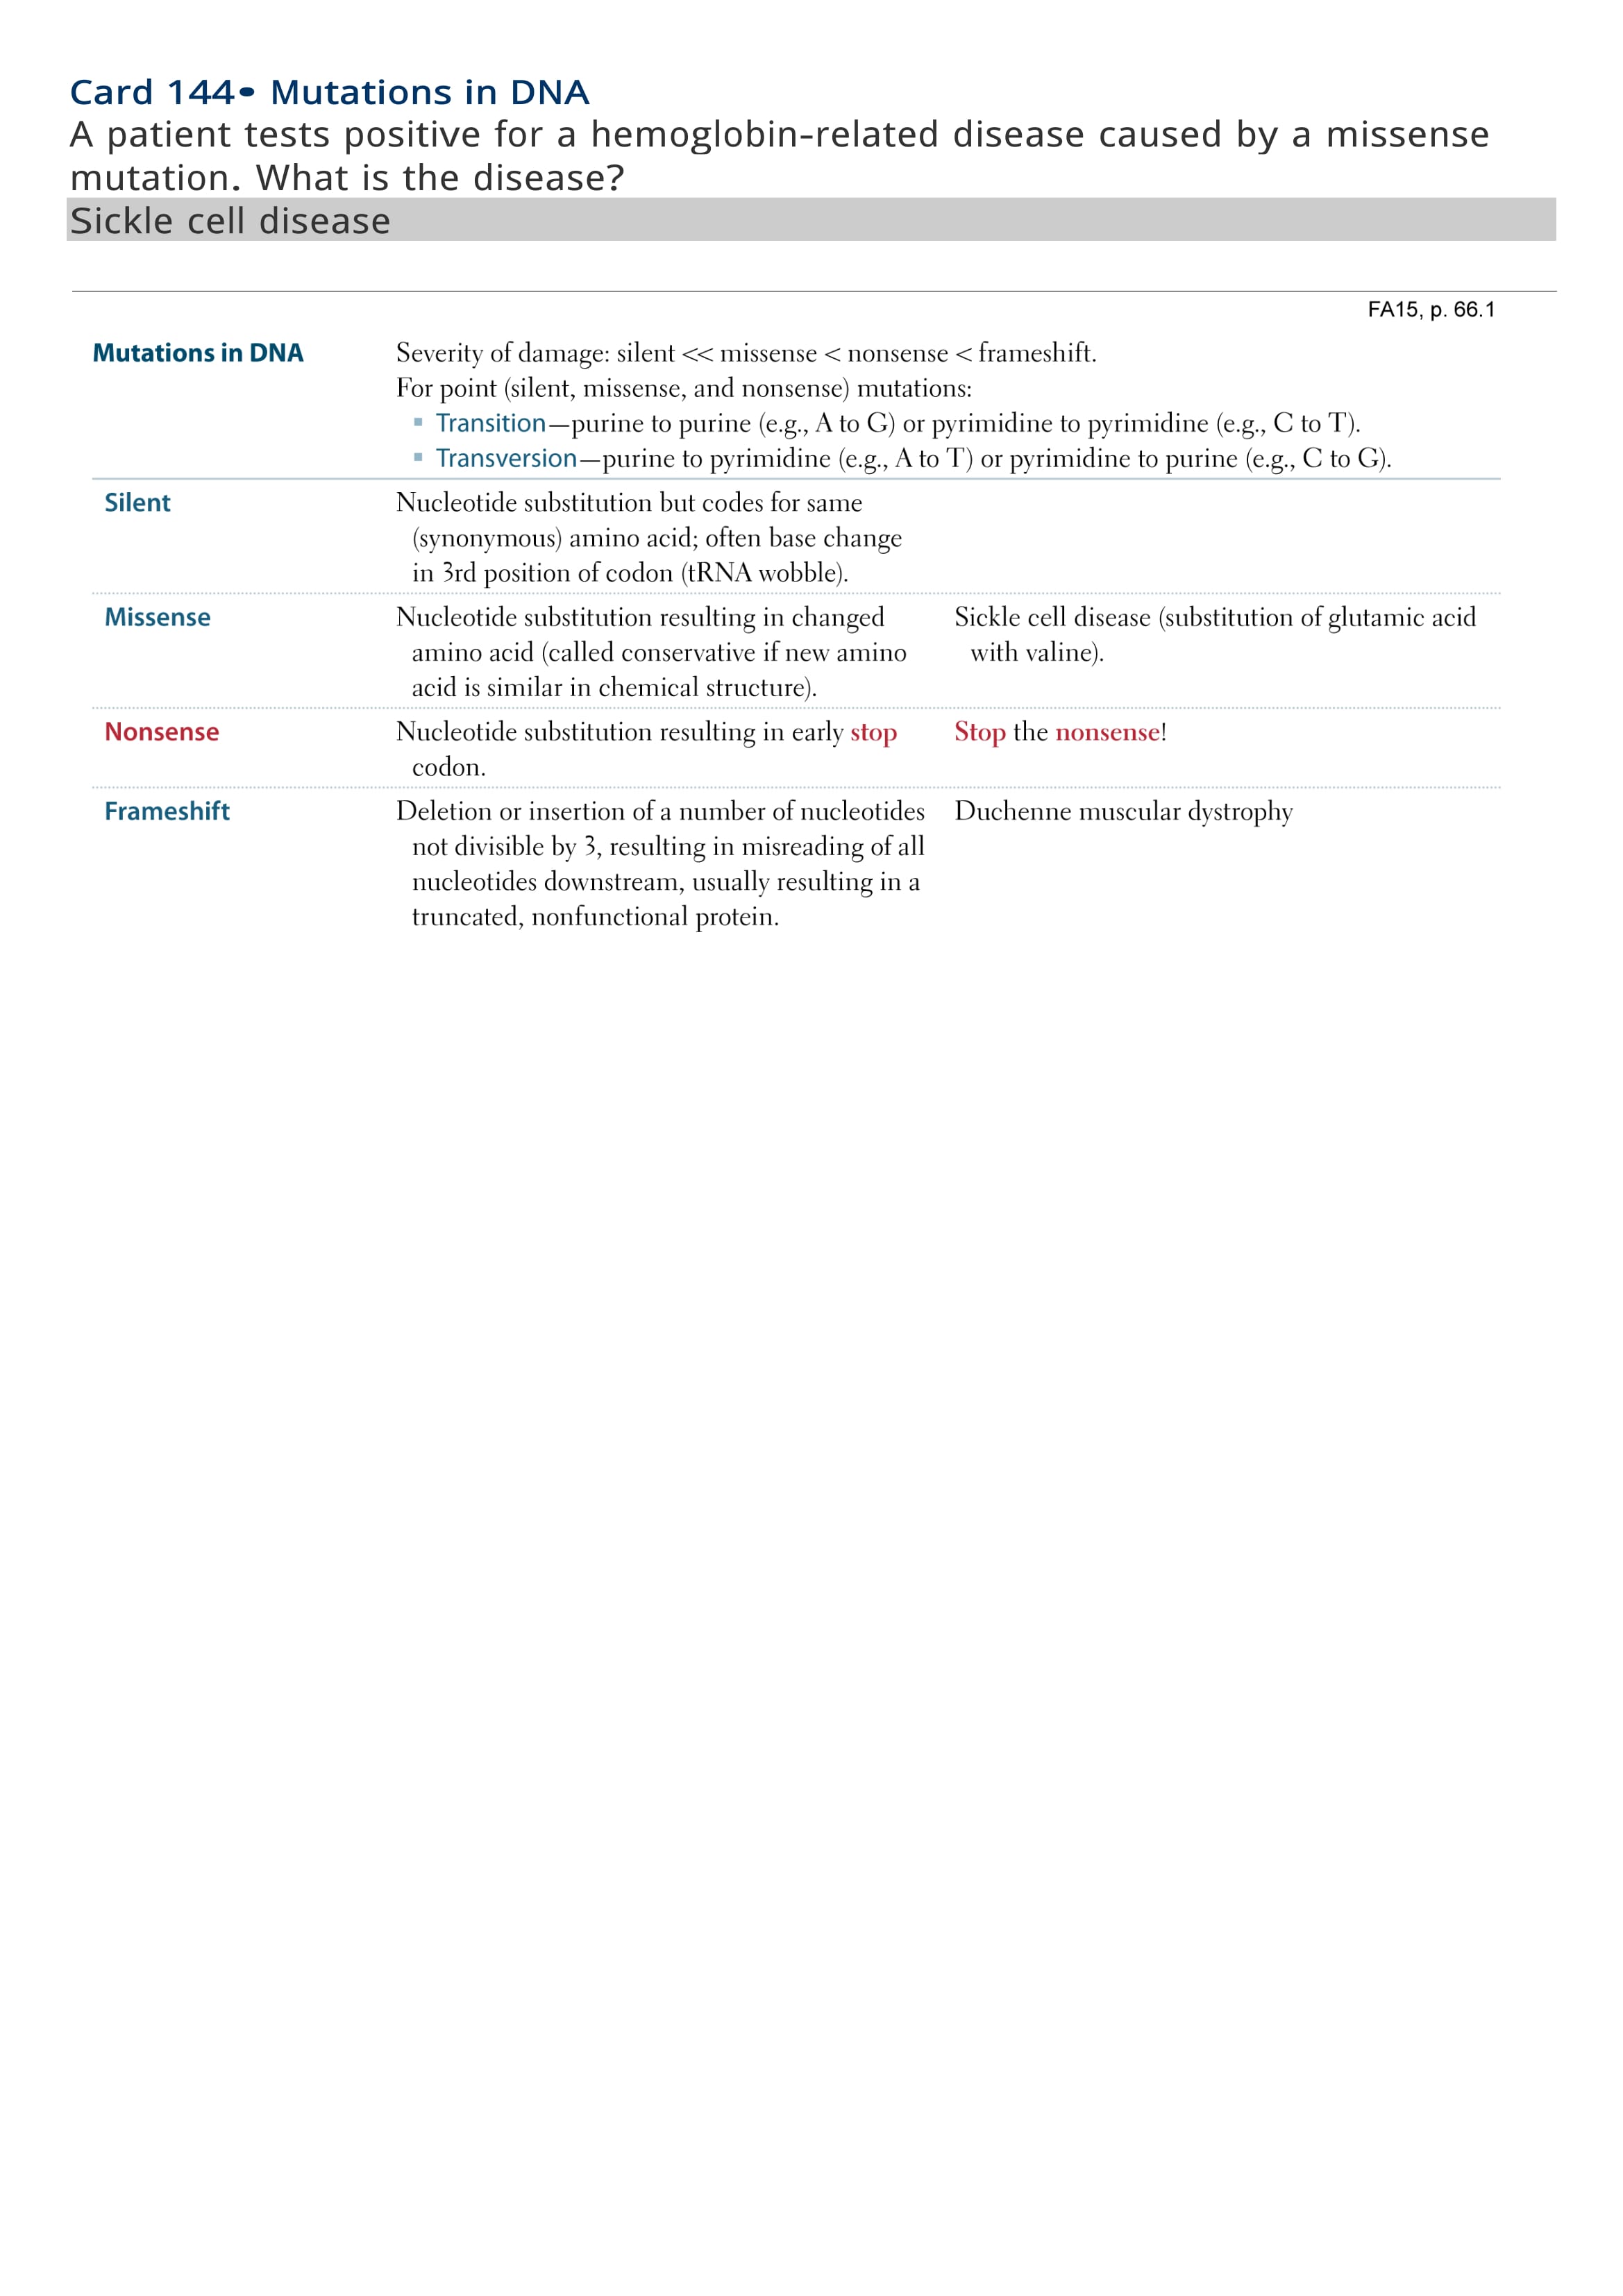 Card 144• Mutations in DNA
A patient tests positive for a hemoglobin-related disease caused by a missense
mutation. What is the disease?
Sickle cell disease
FA15, p. 66.1
Mutations in DNA
Severity of damage: silent << missense < nonsense < frameshift.
For point (silent, missense, and nonsense) mutations:
▪ Transition—purine to purine (e.g., A to G) or pyrimidine to pyrimidine (e.g., C to T).
▪ Transversion—purine to pyrimidine (e.g., A to T) or pyrimidine to purine (e.g., C to G).
Silent
Nucleotide substitution but codes for same
(synonymous) amino acid; often base change
in 3rd position of codon (tRNA wobble).
Missense
Nucleotide substitution resulting in changed
amino acid (called conservative if new amino
acid is similar in chemical structure).
Sickle cell disease (substitution of glutamic acid
with valine).
Nonsense
Nucleotide substitution resulting in early stop
codon.
Stop the nonsense!
Frameshift
Deletion or insertion of a number of nucleotides
not divisible by 3, resulting in misreading of all
nucleotides downstream, usually resulting in a
truncated, nonfunctional protein.
Duchenne muscular dystrophy